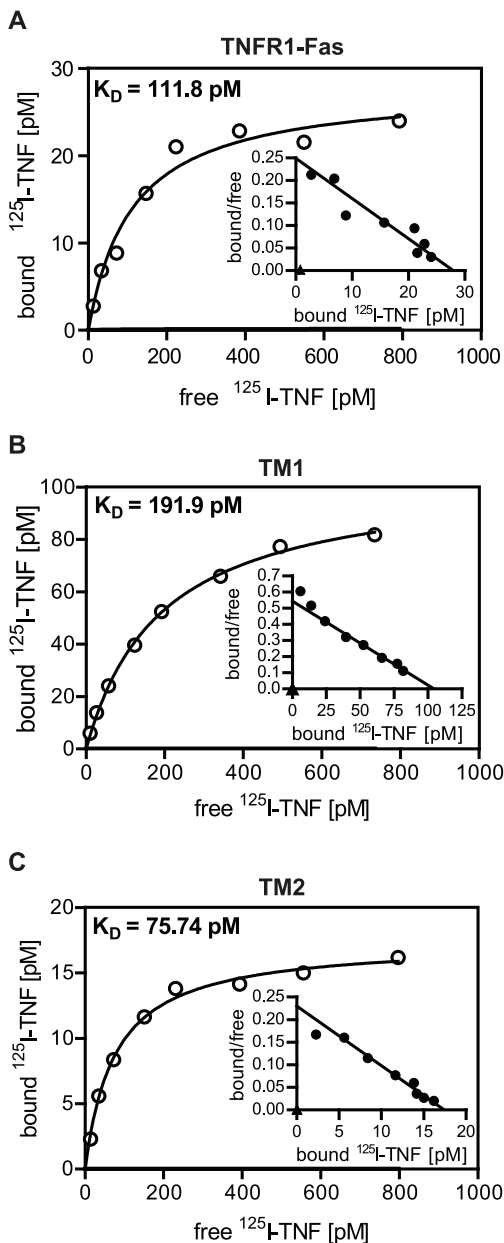 A
TNFR1-Fas
K_D = 111.8 pM
30
20
10
0
bound ¹²⁵I-TNF [pM]
0 200 400 600 800 1000
free ¹²⁵I-TNF [pM]
bound/free
0.25
0.20
0.15
0.10
0.05
0.00
0 10 20 30
bound ¹²⁵I-TNF [pM]
B
TM1
K_D = 191.9 pM
100
80
60
40
20
0
bound ¹²⁵I-TNF [pM]
0 200 400 600 800 1000
free ¹²⁵I-TNF [pM]
bound/free
0.7
0.6
0.5
0.4
0.3
0.2
0.1
0.0
0 25 50 75 100 125
bound ¹²⁵I-TNF [pM]
C
TM2
K_D = 75.74 pM
20
15
10
5
0
bound ¹²⁵I-TNF [pM]
0 200 400 600 800 1000
free ¹²⁵I-TNF [pM]
bound/free
0.25
0.20
0.15
0.10
0.05
0.00
0 5 10 15 20
bound ¹²⁵I-TNF [pM]